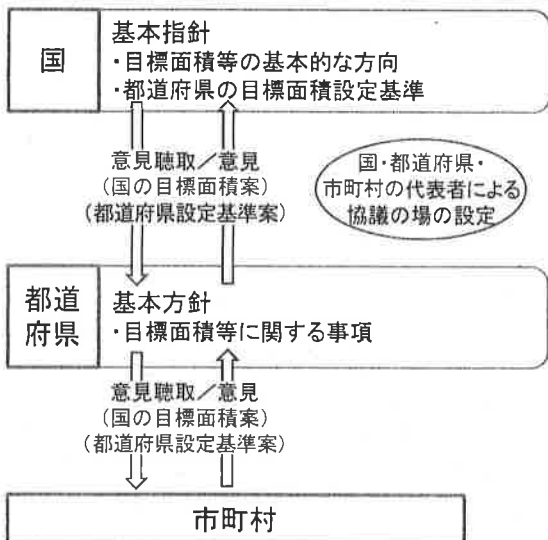 国
基本指針
・目標面積等の基本的な方向
・都道府県の目標面積設定基準
意見聴取／意見
(国の目標面積案)
(都道府県設定基準案)
国・都道府県・
市町村の代表者による
協議の場の設定
都道
府県
基本方針
・目標面積等に関する事項
意見聴取／意見
(国の目標面積案)
(都道府県設定基準案)
市町村